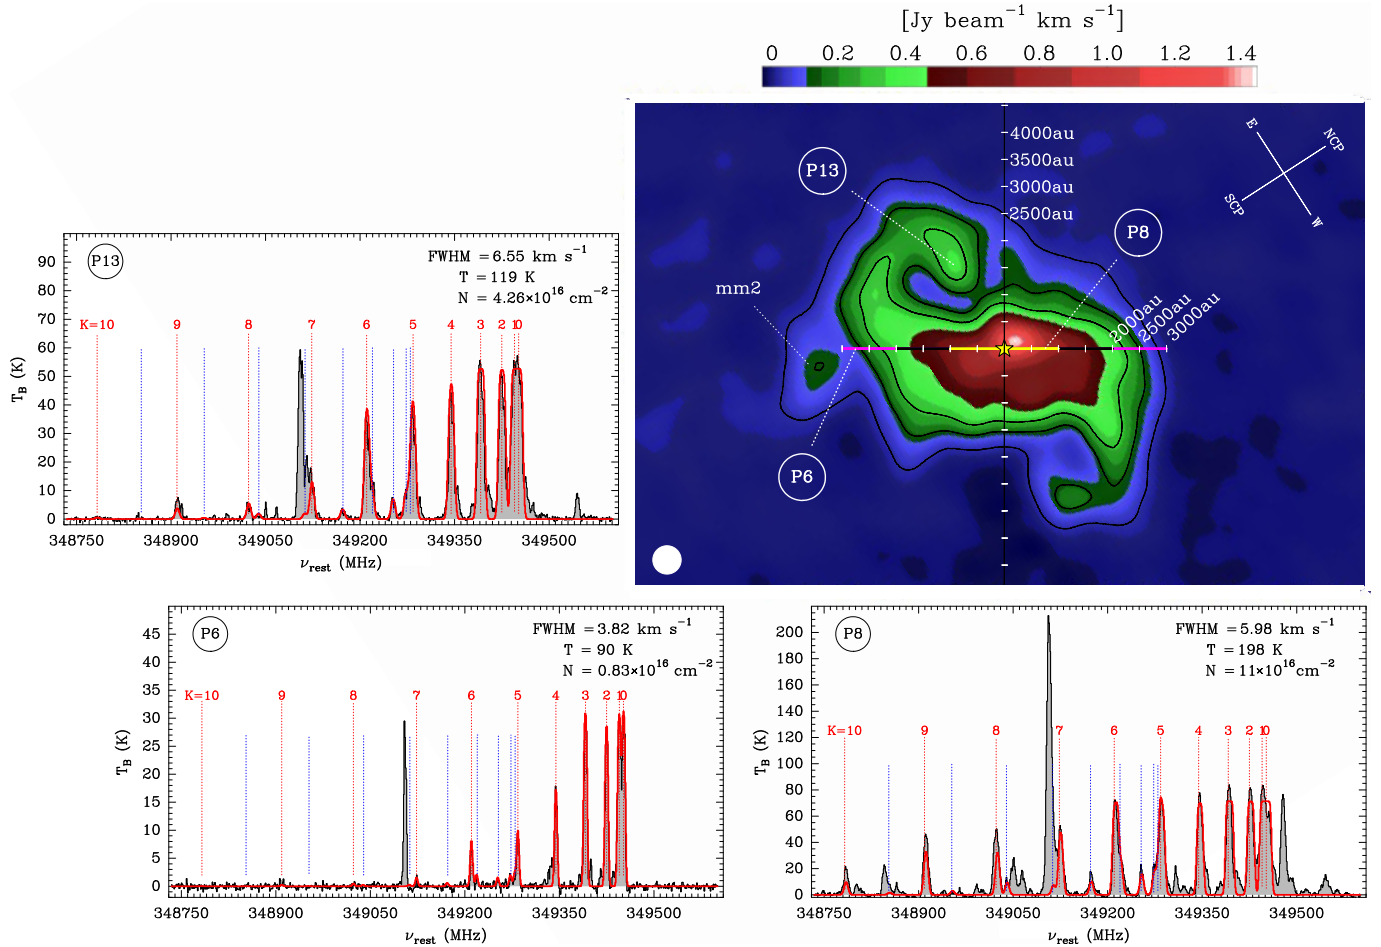 [Jy beam⁻¹ km s⁻¹]
0 0.2 0.4 0.6 0.8 1.0 1.2 1.4
4000au
3500au
3000au
2500au
P13
P8
E
NCP
SCP
W
mm2
2000au
2500au
3000au
P6
P13
FWHM = 6.55 km s⁻¹
T = 119 K
N = 4.26×10¹⁶ cm⁻²
K=10 9 8 7 6 5 4 3 2 1 0
90
80
70
60
50
40
30
20
10
0
T_B (K)
348750 348900 349050 349200 349350 349500
ν_rest (MHz)
P6
FWHM = 3.82 km s⁻¹
T = 90 K
N = 0.83×10¹⁶ cm⁻²
K=10 9 8 7 6 5 4 3 2 1 0
45
40
35
30
25
20
15
10
5
0
T_B (K)
348750 348900 349050 349200 349350 349500
ν_rest (MHz)
P8
FWHM = 5.98 km s⁻¹
T = 198 K
N = 11×10¹⁶ cm⁻²
K=10 9 8 7 6 5 4 3 2 1 0
200
180
160
140
120
100
80
60
40
20
0
T_B (K)
348750 348900 349050 349200 349350 349500
ν_rest (MHz)